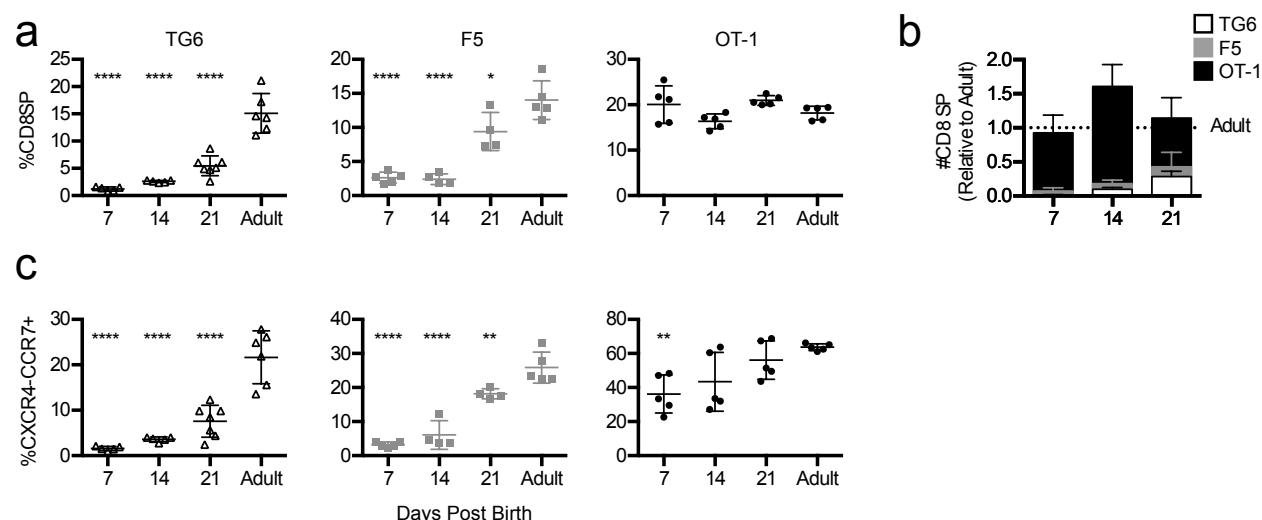 a
TG6
F5
OT-1
%CD8SP
25
20
15
10
5
0
**** **** ****
7 14 21 Adult
20
15
10
5
0
**** **** *
7 14 21 Adult
30
20
10
0
7 14 21 Adult
b
TG6
F5
OT-1
#CD8 SP
(Relative to Adult)
2.0
1.5
1.0
0.5
0.0
Adult
7 14 21
c
%CXCR4-CCR7+
30
20
10
0
**** **** ****
7 14 21 Adult
40
30
20
10
0
**** **** **
7 14 21 Adult
80
60
40
20
0
**
7 14 21 Adult
Days Post Birth